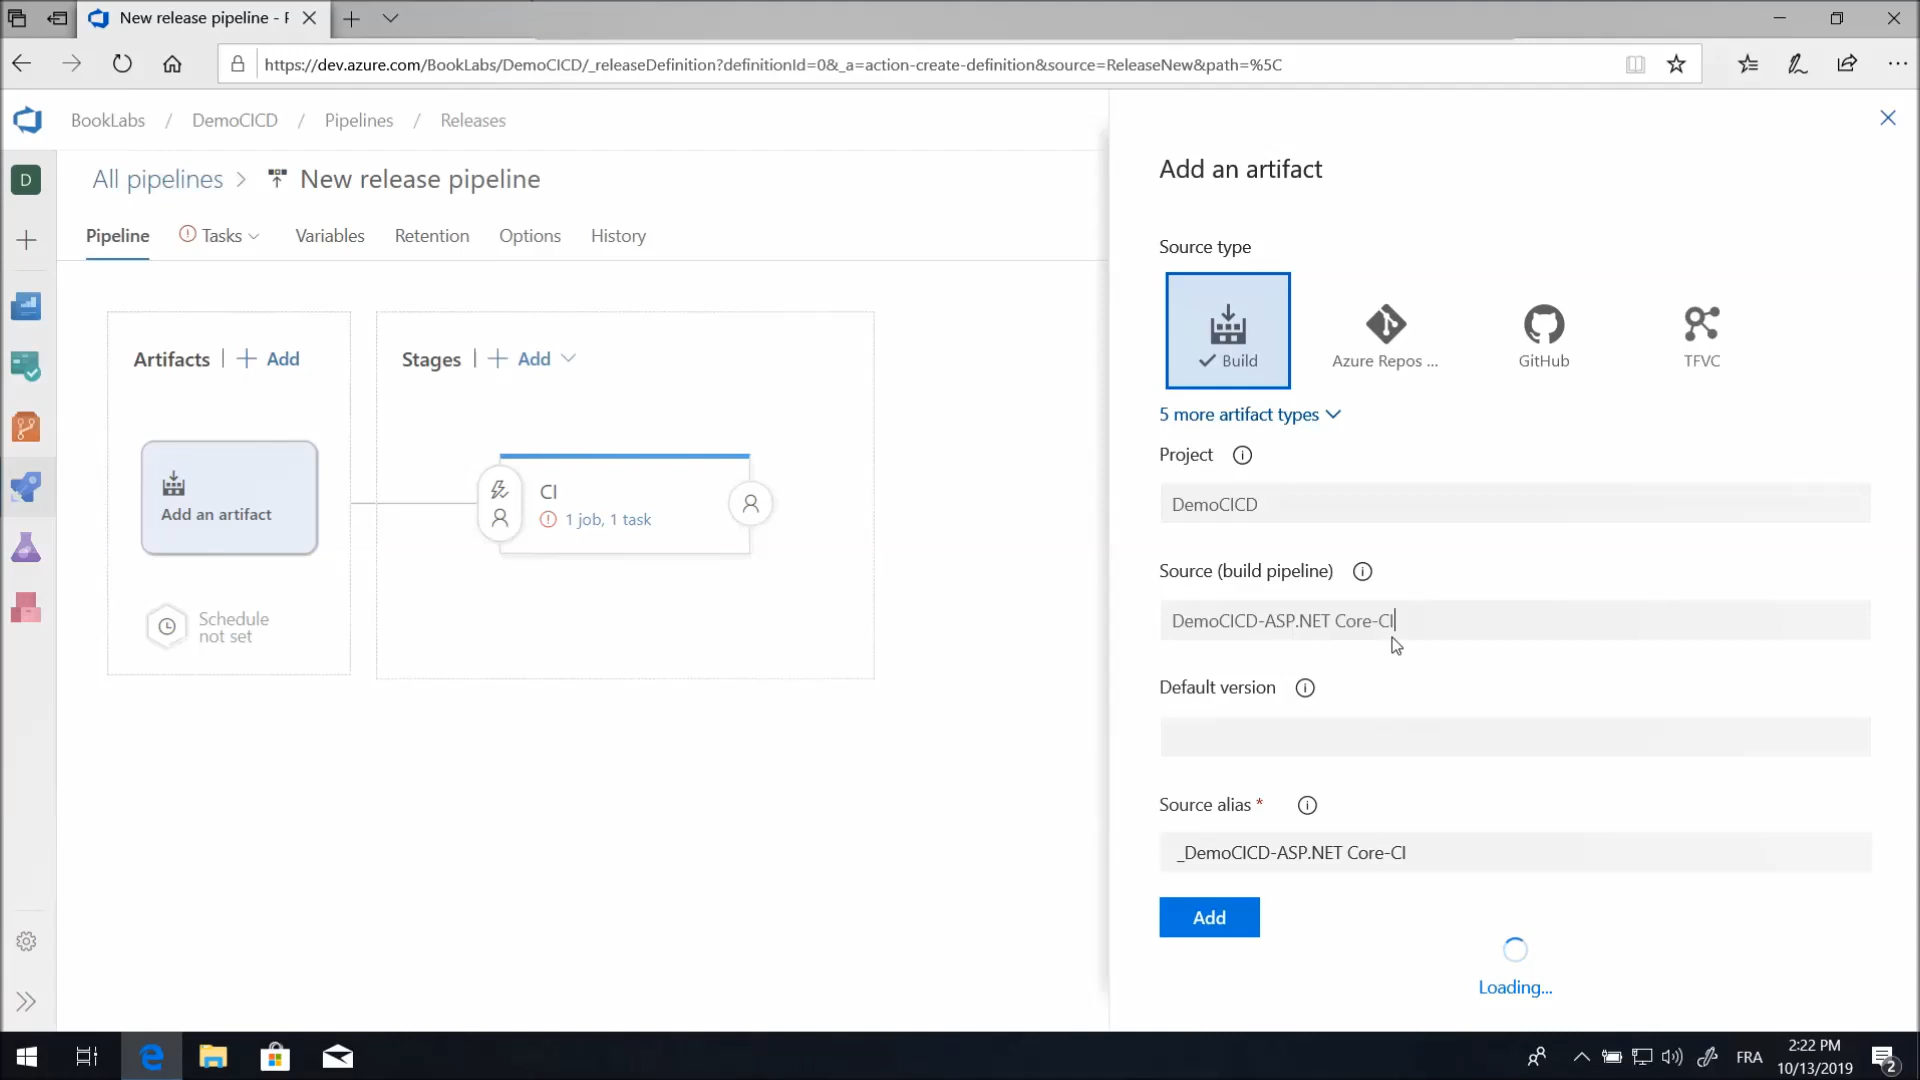 New release pipeline - F
https://dev.azure.com/BookLabs/DemoCICD/_releaseDefinition?definitionId=0&_a=action-create-definition&source=ReleaseNew&path=%5C
BookLabs / DemoCICD / Pipelines / Releases
D
All pipelines > New release pipeline
Pipeline Tasks Variables Retention Options History
Artifacts | + Add
Stages | + Add
Add an artifact
CI
1 job, 1 task
Schedule
not set
Add an artifact
Source type
Build
Azure Repos ...
GitHub
TFVC
5 more artifact types
Project
DemoCICD
Source (build pipeline)
DemoCICD-ASP.NET Core-CI
Default version
Source alias *
_DemoCICD-ASP.NET Core-CI
Add
Loading...
FRA
2:22 PM
10/13/2019
2